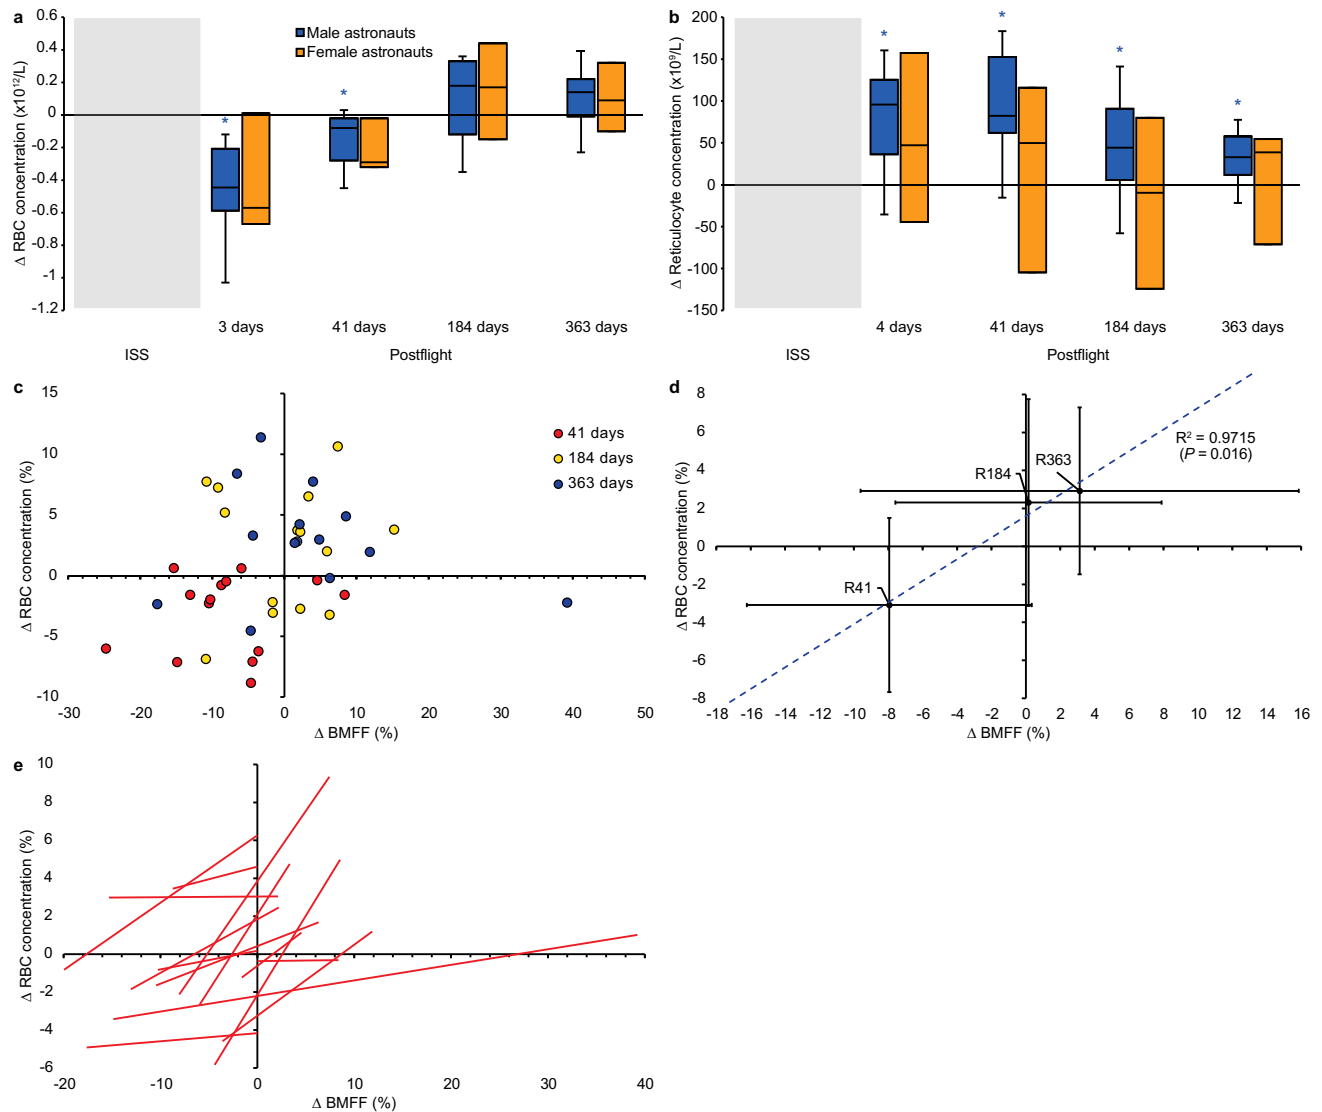 a
0.6
0.4
0.2
0
-0.2
-0.4
-0.6
-0.8
-1
-1.2
Δ RBC concentration (x10¹²/L)
Male astronauts
Female astronauts
*
*
3 days
41 days
184 days
363 days
ISS
Postflight
b
200
150
100
50
0
-50
-100
-150
Δ Reticulocyte concentration (x10⁹/L)
*
*
*
*
4 days
41 days
184 days
363 days
ISS
Postflight
c
15
10
5
0
-5
-10
Δ RBC concentration (%)
41 days
184 days
363 days
-30
-20
-10
0
10
20
30
40
50
Δ BMFF (%)
d
8
6
4
2
0
-2
-4
-6
-8
Δ RBC concentration (%)
R² = 0.9715
(P = 0.016)
R184
R363
R41
-18
-16
-14
-12
-10
-8
-6
-4
-2
0
2
4
6
8
10
12
14
16
Δ BMFF (%)
e
10
8
6
4
2
0
-2
-4
-6
Δ RBC concentration (%)
-20
-10
0
10
20
30
40
Δ BMFF (%)